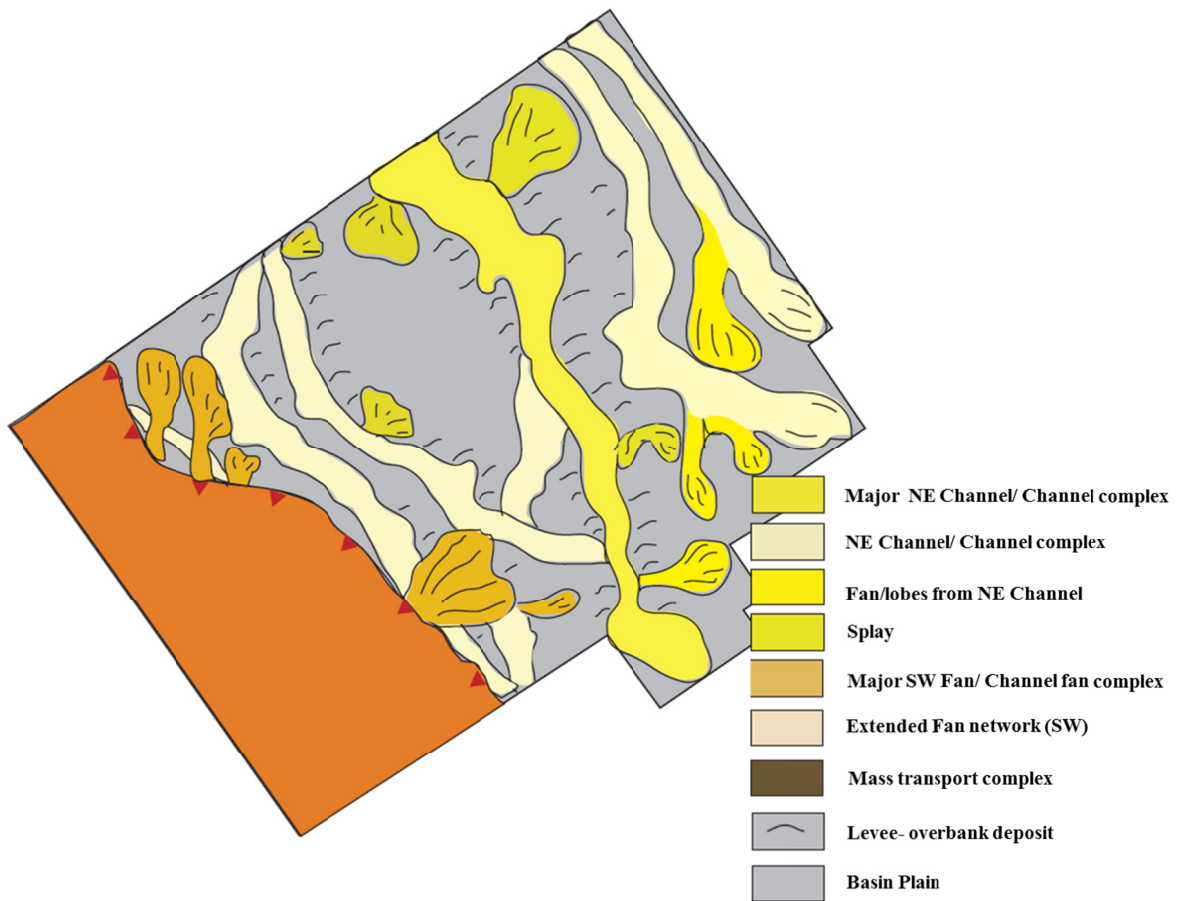 Major NE Channel/ Channel complex
NE Channel/ Channel complex
Fan/lobes from NE Channel
Splay
Major SW Fan/ Channel fan complex
Extended Fan network (SW)
Mass transport complex
Levee- overbank deposit
Basin Plain